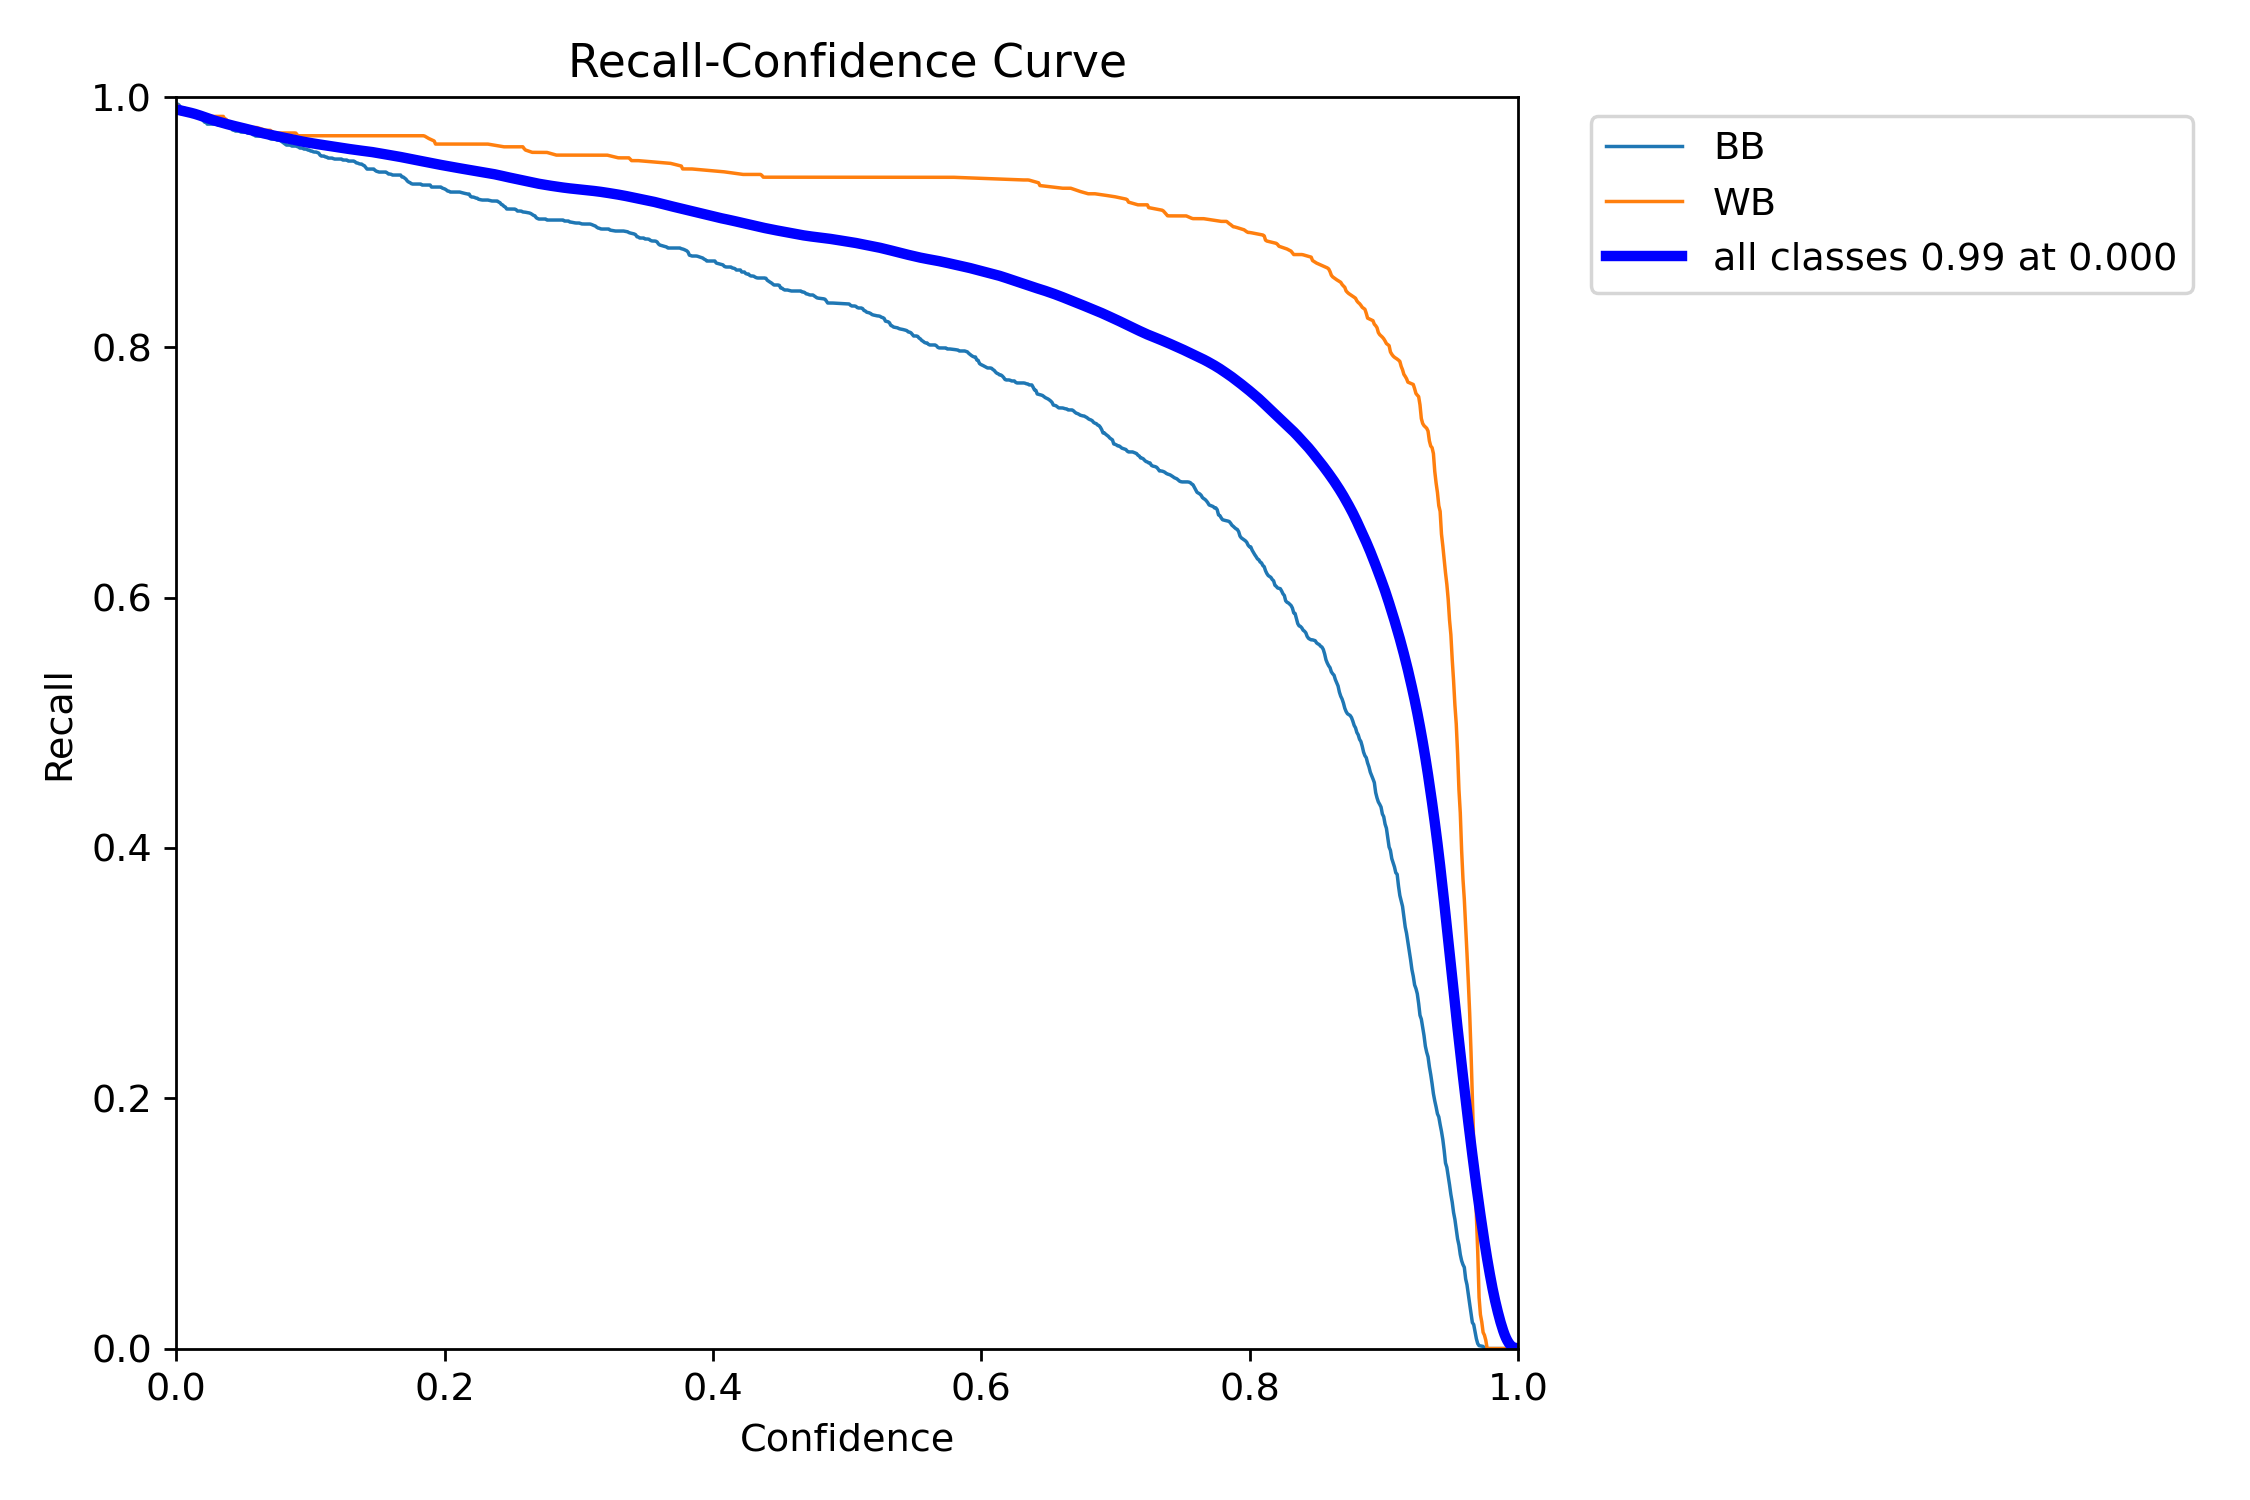 Recall-Confidence Curve
BB
WB
all classes 0.99 at 0.000
1.0
0.8
0.6
0.4
0.2
0.0
Recall
0.0 0.2 0.4 0.6 0.8 1.0
Confidence